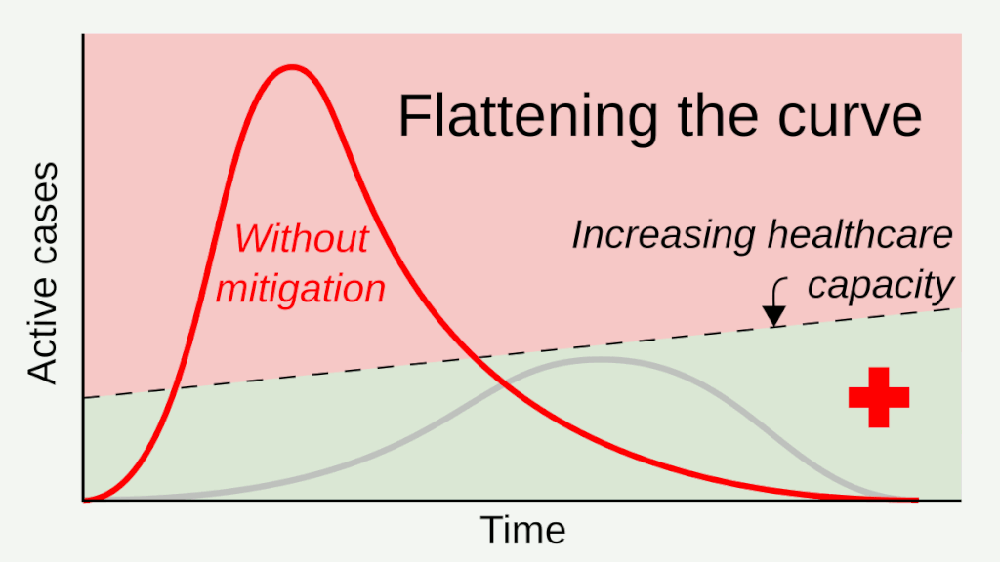 Flattening the curve
Active cases
Without
mitigation
Increasing healthcare
capacity
Time